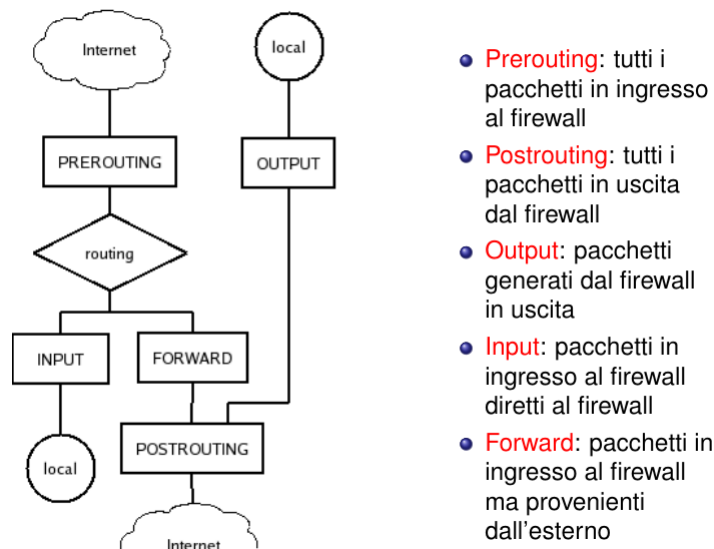 Internet
local
PREROUTING
OUTPUT
routing
INPUT
FORWARD
POSTROUTING
local
Internet
Prerouting: tutti i
pacchetti in ingresso
al firewall
Postrouting: tutti i
pacchetti in uscita
dal firewall
Output: pacchetti
generati dal firewall
in uscita
Input: pacchetti in
ingresso al firewall
diretti al firewall
Forward: pacchetti in
ingresso al firewall
ma provenienti
dall'esterno